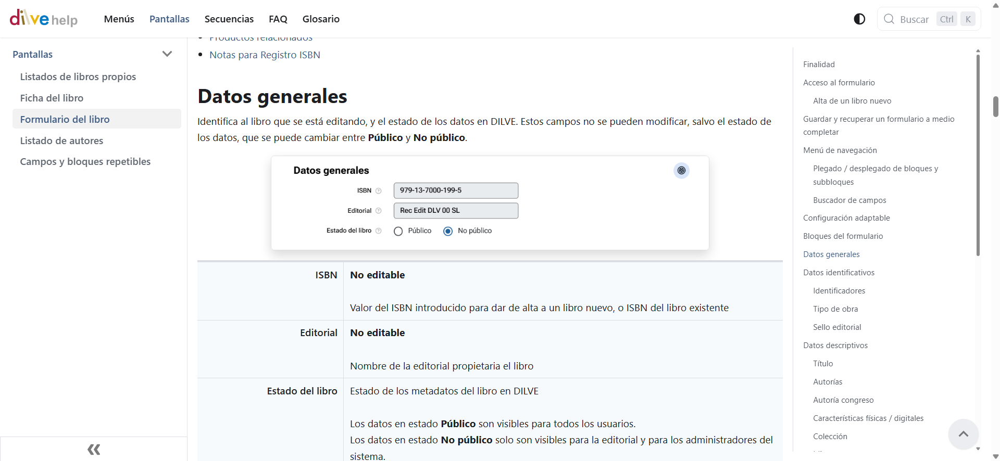 dilve help
Menús
Pantallas
Secuencias
FAQ
Glosario
Buscar
Ctrl
K
Pantallas
Listados de libros propios
Ficha del libro
Formulario del libro
Listado de autores
Campos y bloques repetibles
Productos relacionados
Notas para Registro ISBN
Datos generales
Identifica al libro que se está editando, y el estado de los datos en DILVE. Estos campos no se pueden modificar, salvo el estado de
los datos, que se puede cambiar entre Público y No público.
Datos generales
ISBN
979-13-7000-199-5
Editorial
Rec Edit DLV 00 SL
Estado del libro
Público
No público
ISBN
No editable
Valor del ISBN introducido para dar de alta a un libro nuevo, o ISBN del libro existente
Editorial
No editable
Nombre de la editorial propietaria el libro
Estado del libro
Estado de los metadatos del libro en DILVE
Los datos en estado Público son visibles para todos los usuarios.
Los datos en estado No público solo son visibles para la editorial y para los administradores del
sistema.
Finalidad
Acceso al formulario
Alta de un libro nuevo
Guardar y recuperar un formulario a medio
completar
Menú de navegación
Plegado / desplegado de bloques y
subbloques
Buscador de campos
Configuración adaptable
Bloques del formulario
Datos generales
Datos identificativos
Identificadores
Tipo de obra
Sello editorial
Datos descriptivos
Título
Autorías
Autoría congreso
Características físicas / digitales
Colección